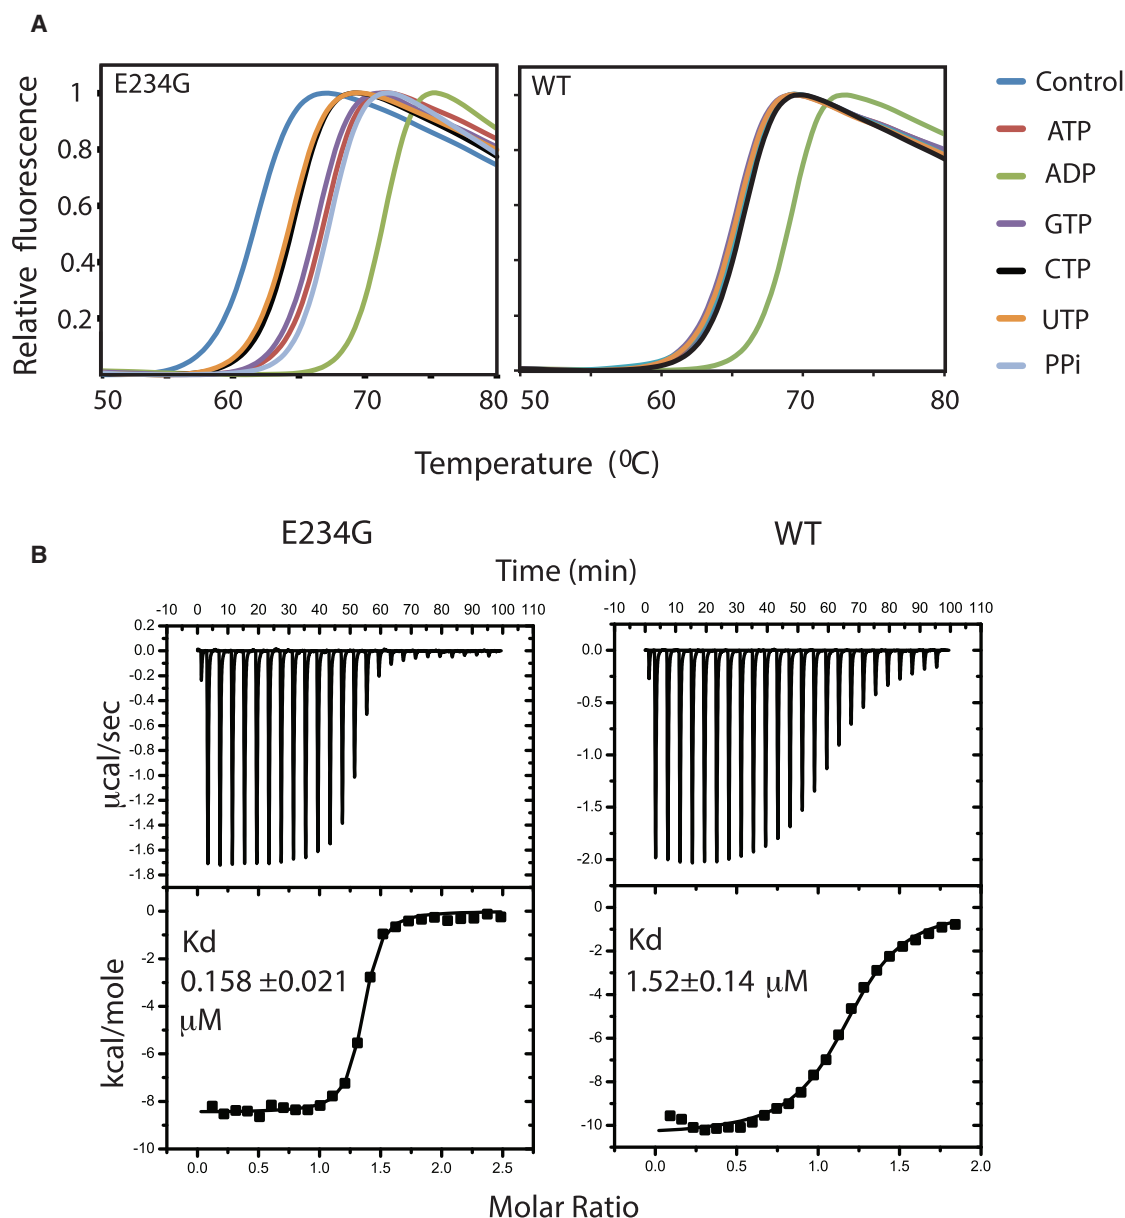 A
E234G
WT
Relative fluorescence
1
0.8
0.6
0.4
0.2
50 60 70 80
50 60 70 80
Temperature (⁰C)
Control
ATP
ADP
GTP
CTP
UTP
PPi
B
E234G
WT
Time (min)
-10 0 10 20 30 40 50 60 70 80 90 100 110
-10 0 10 20 30 40 50 60 70 80 90 100 110
μcal/sec
0.2
0.0
-0.2
-0.4
-0.6
-0.8
-1.0
-1.2
-1.4
-1.6
-1.8
0.0
-0.5
-1.0
-1.5
-2.0
kcal/mole
0
-2
-4
-6
-8
-10
Kd
0.158 ±0.021
μM
0.0 0.5 1.0 1.5 2.0 2.5
0
-2
-4
-6
-8
-10
Kd
1.52±0.14 μM
0.0 0.5 1.0 1.5 2.0
Molar Ratio